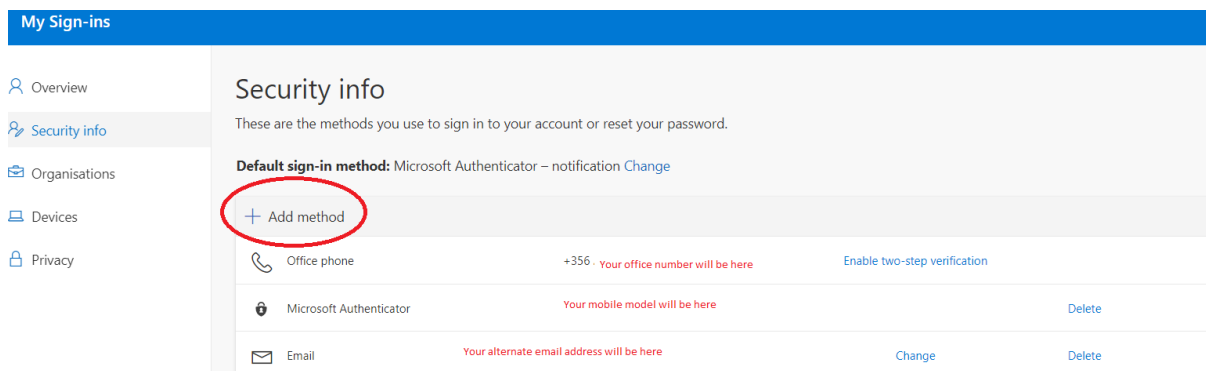 My Sign-ins
Overview
Security info
Organisations
Devices
Privacy
Security info
These are the methods you use to sign in to your account or reset your password.
Default sign-in method: Microsoft Authenticator – notification Change
+ Add method
Office phone +356 . Your office number will be here Enable two-step verification
Microsoft Authenticator Your mobile model will be here Delete
Email Your alternate email address will be here Change Delete